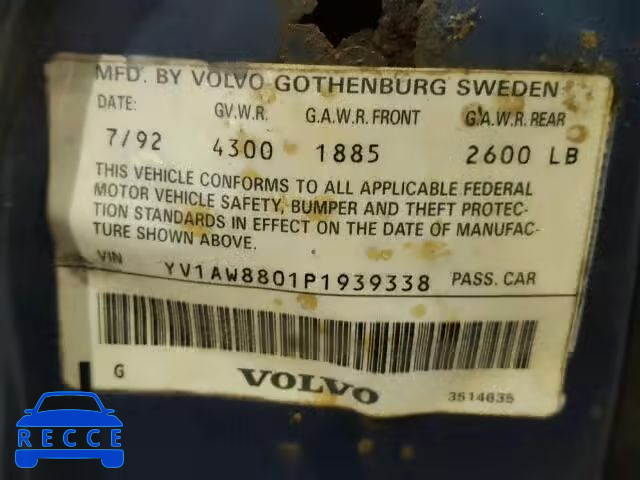 MFD. BY VOLVO GOTHENBURG SWEDEN
DATE: G.V.W.R. G.A.W.R. FRONT G.A.W.R. REAR
7/92 4300 1885 2600 LB
THIS VEHICLE CONFORMS TO ALL APPLICABLE FEDERAL
MOTOR VEHICLE SAFETY, BUMPER AND THEFT PROTEC-
TION STANDARDS IN EFFECT ON THE DATE OF MANUFAC-
TURE SHOWN ABOVE.
VIN YV1AW8801P1939338 PASS. CAR
G VOLVO 3514635
RECCE